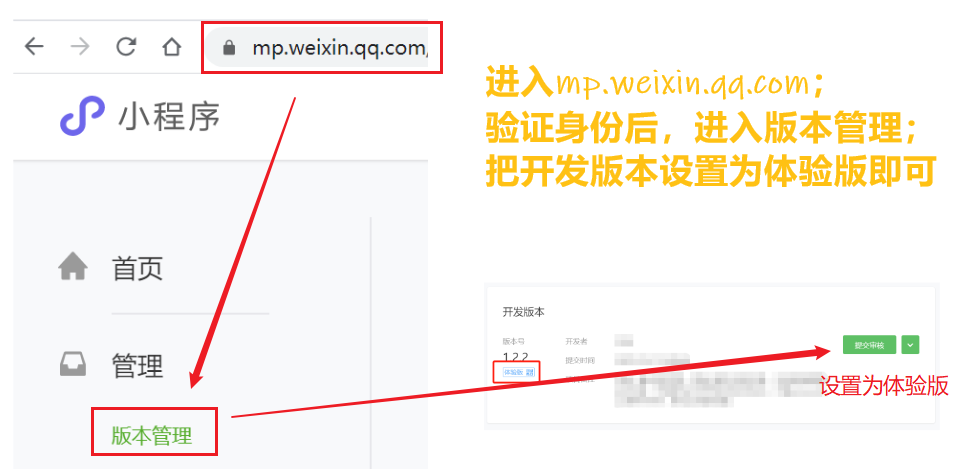 mp.weixin.qq.com,
小程序
首页
管理
版本管理
进入mp.weixin.qq.com；
验证身份后，进入版本管理；
把开发版本设置为体验版即可
开发版本
版本号
开发者
1.2.2
提交时间
体验版
提交审核
设置为体验版